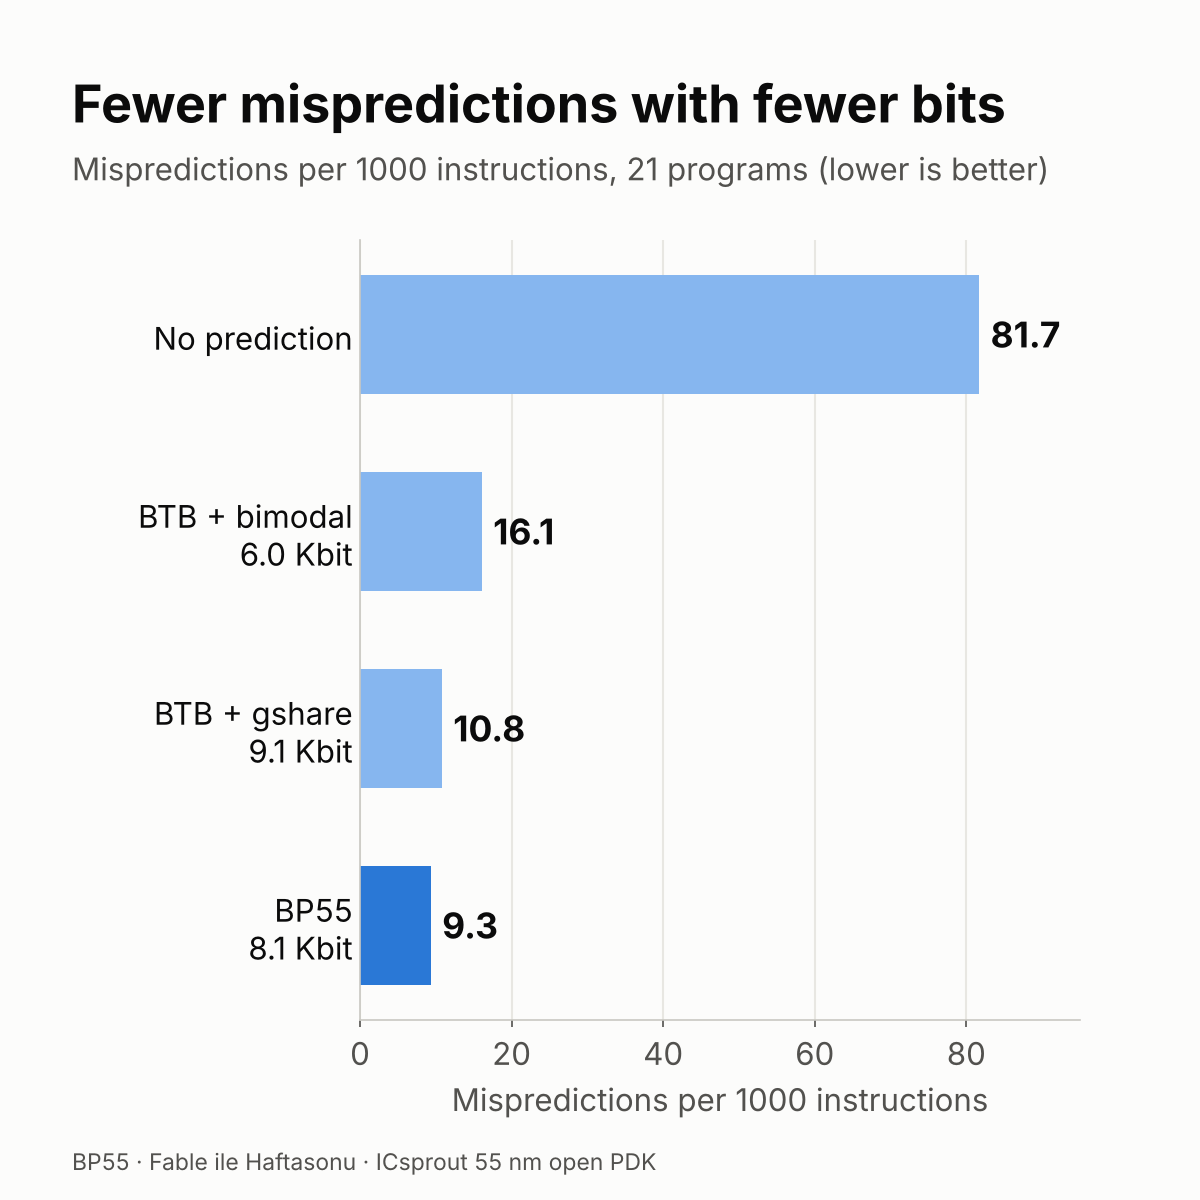 Fewer mispredictions with fewer bits
Mispredictions per 1000 instructions, 21 programs (lower is better)
No prediction
81.7
BTB + bimodal
6.0 Kbit
16.1
BTB + gshare
9.1 Kbit
10.8
BP55
8.1 Kbit
9.3
0 20 40 60 80
Mispredictions per 1000 instructions
BP55 · Fable ile Haftasonu · ICsprout 55 nm open PDK